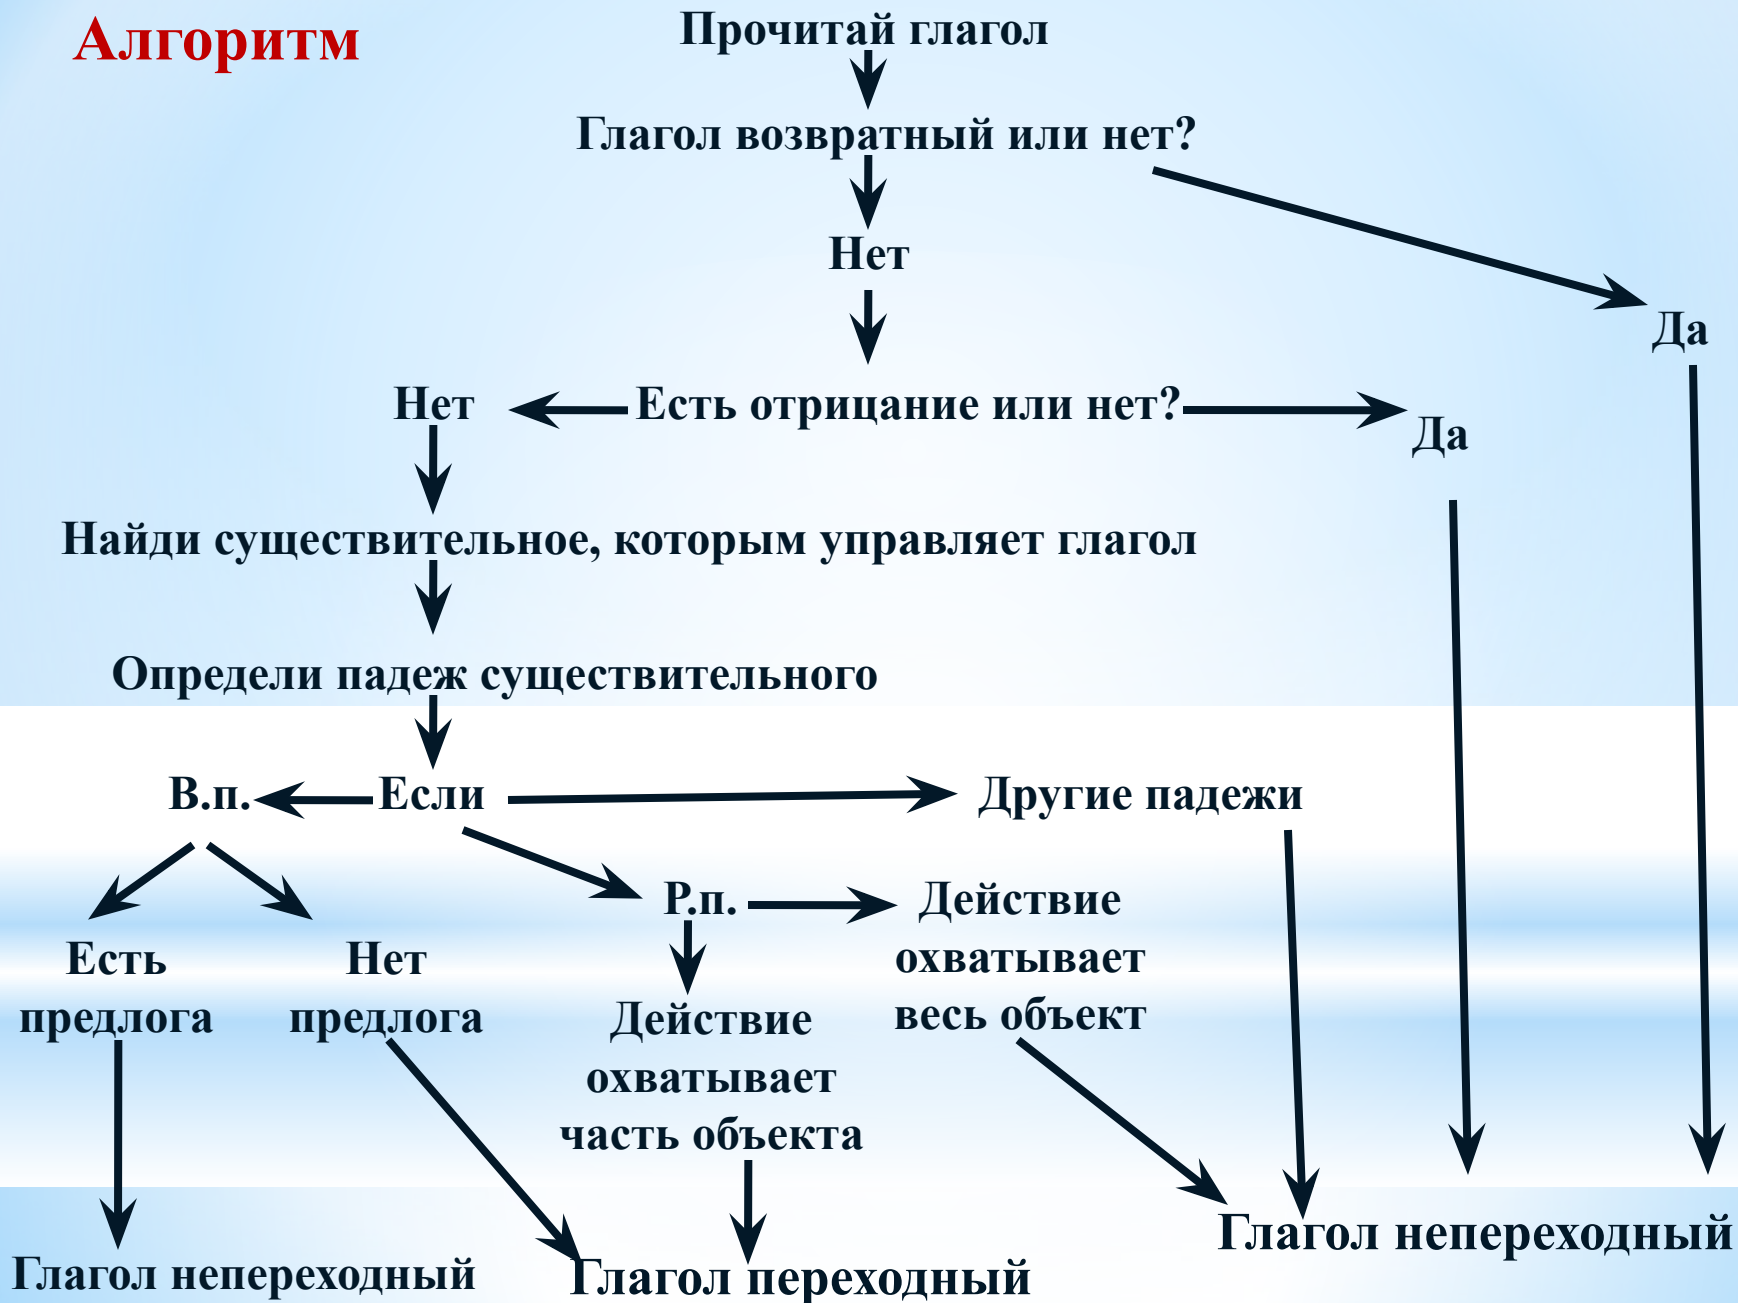 Алгоритм
Прочитай глагол
Глагол возвратный или нет?
Нет
Да
Нет
Есть отрицание или нет?
Да
Найди существительное, которым управляет глагол
Определи падеж существительного
В.п.
Если
Другие падежи
Р.п.
Действие
охватывает
весь объект
Есть
предлога
Нет
предлога
Действие
охватывает
часть объекта
Глагол непереходный
Глагол переходный
Глагол непереходный